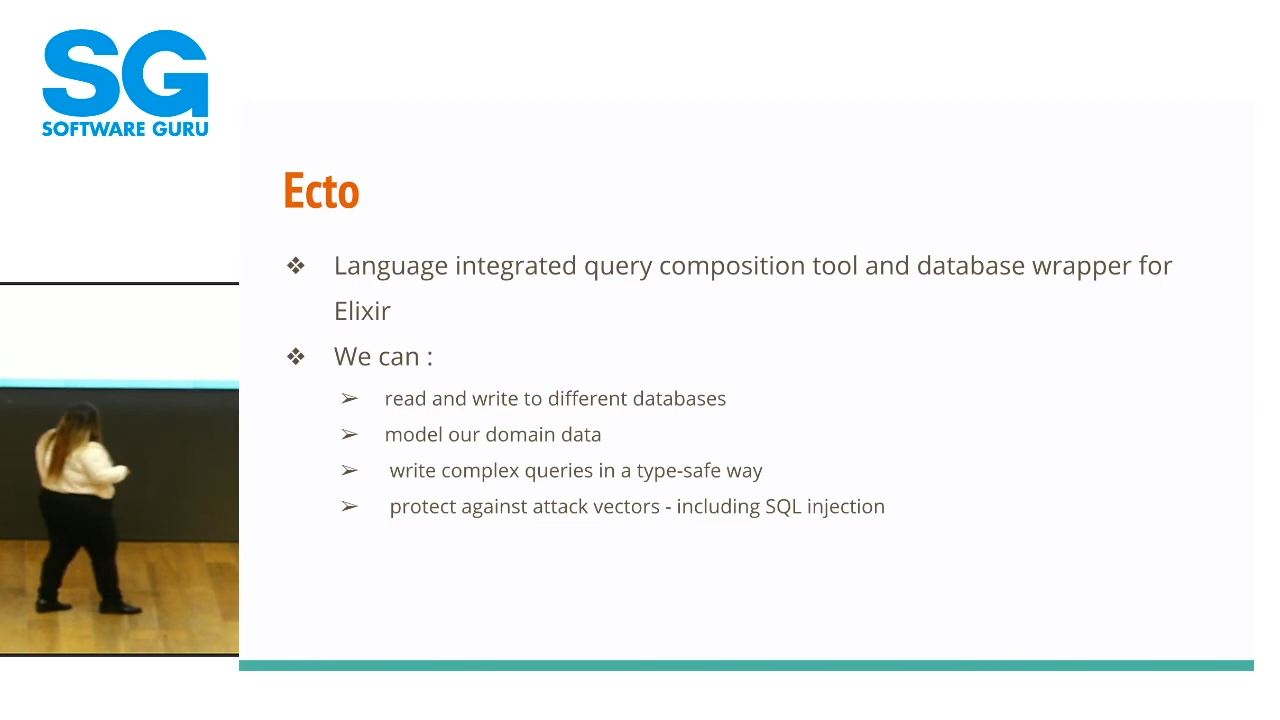 SG
SOFTWARE GURU
Ecto
❖ Language integrated query composition tool and database wrapper for
Elixir
❖ We can :
➢ read and write to different databases
➢ model our domain data
➢ write complex queries in a type-safe way
➢ protect against attack vectors - including SQL injection